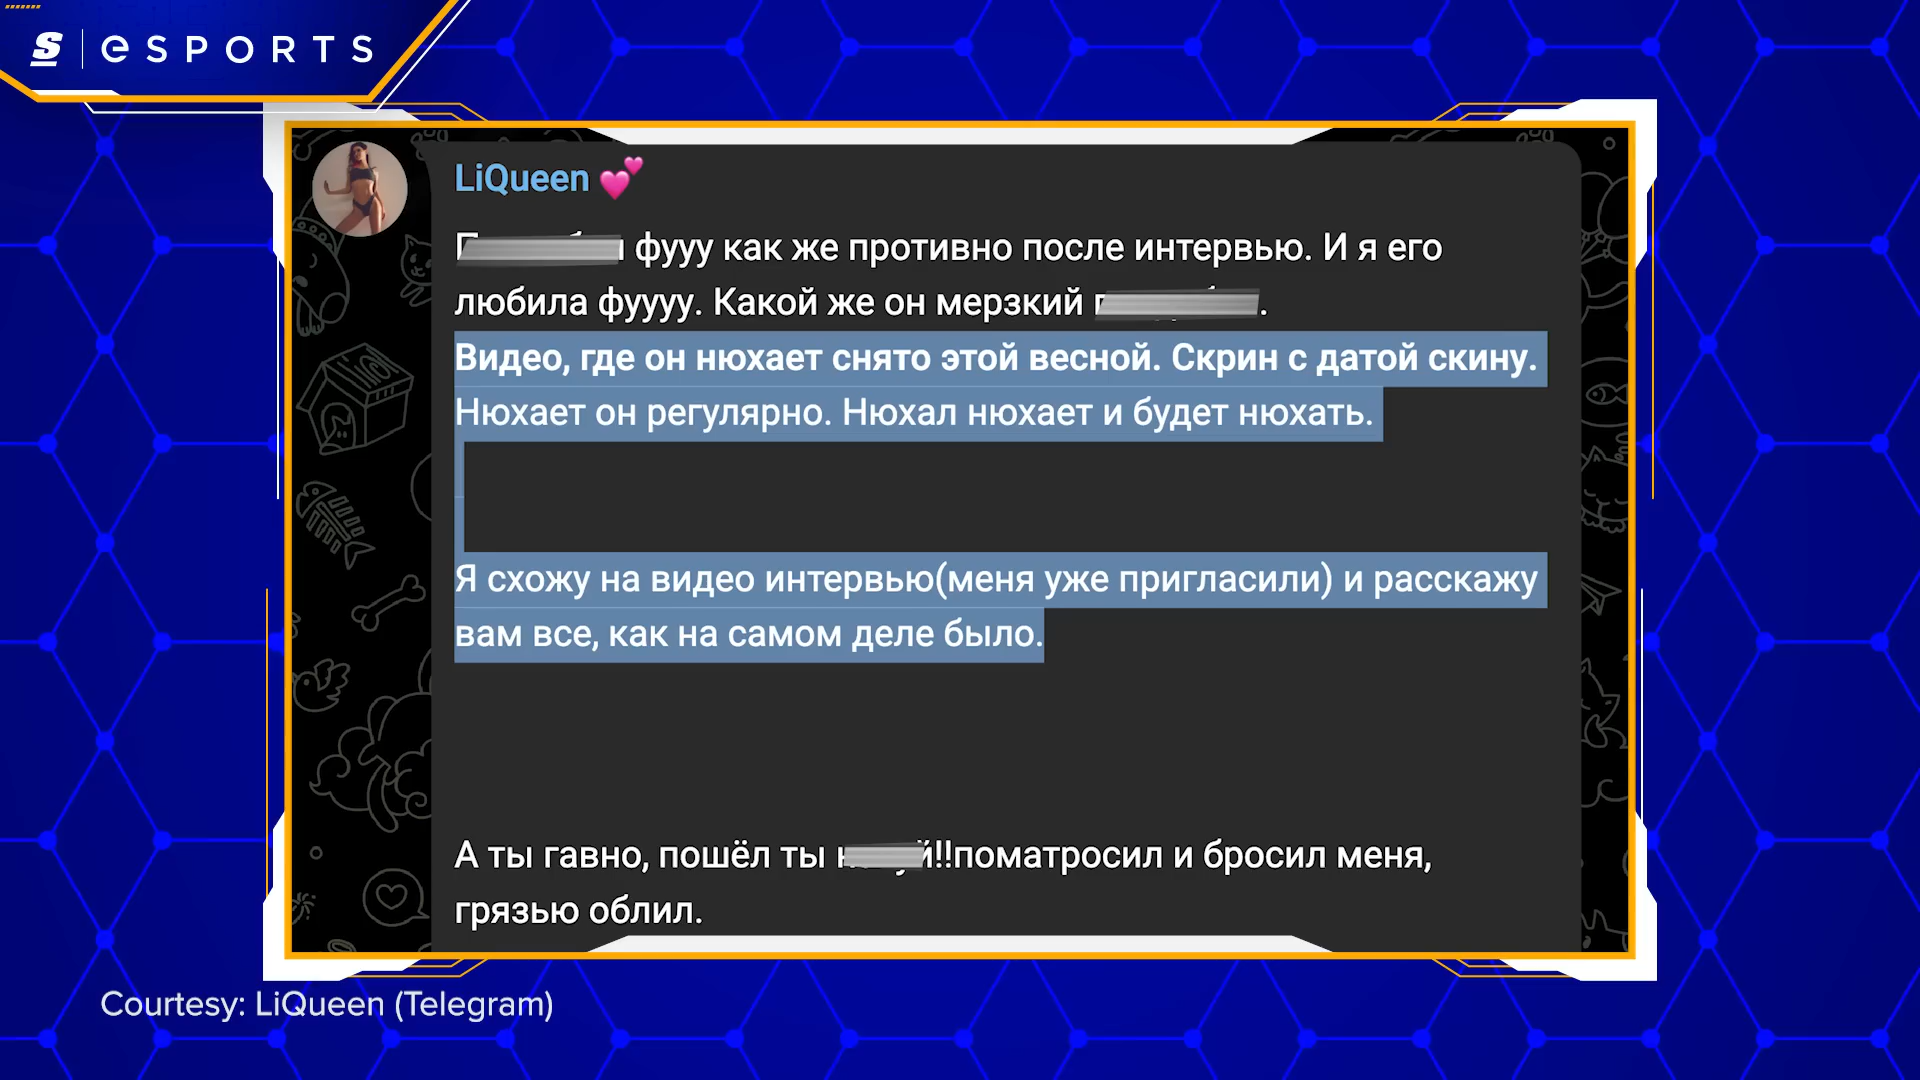 eSPORTS
LiQueen
фууу как же противно после интервью. И я его
любила фуууу. Какой же он мерзкий
Видео, где он нюхает снято этой весной. Скрин с датой скину.
Нюхает он регулярно. Нюхал нюхает и будет нюхать.
Я схожу на видео интервью(меня уже пригласили) и расскажу
вам все, как на самом деле было.
А ты гавно, пошёл ты !!поматросил и бросил меня,
грязью облил.
Courtesy: LiQueen (Telegram)